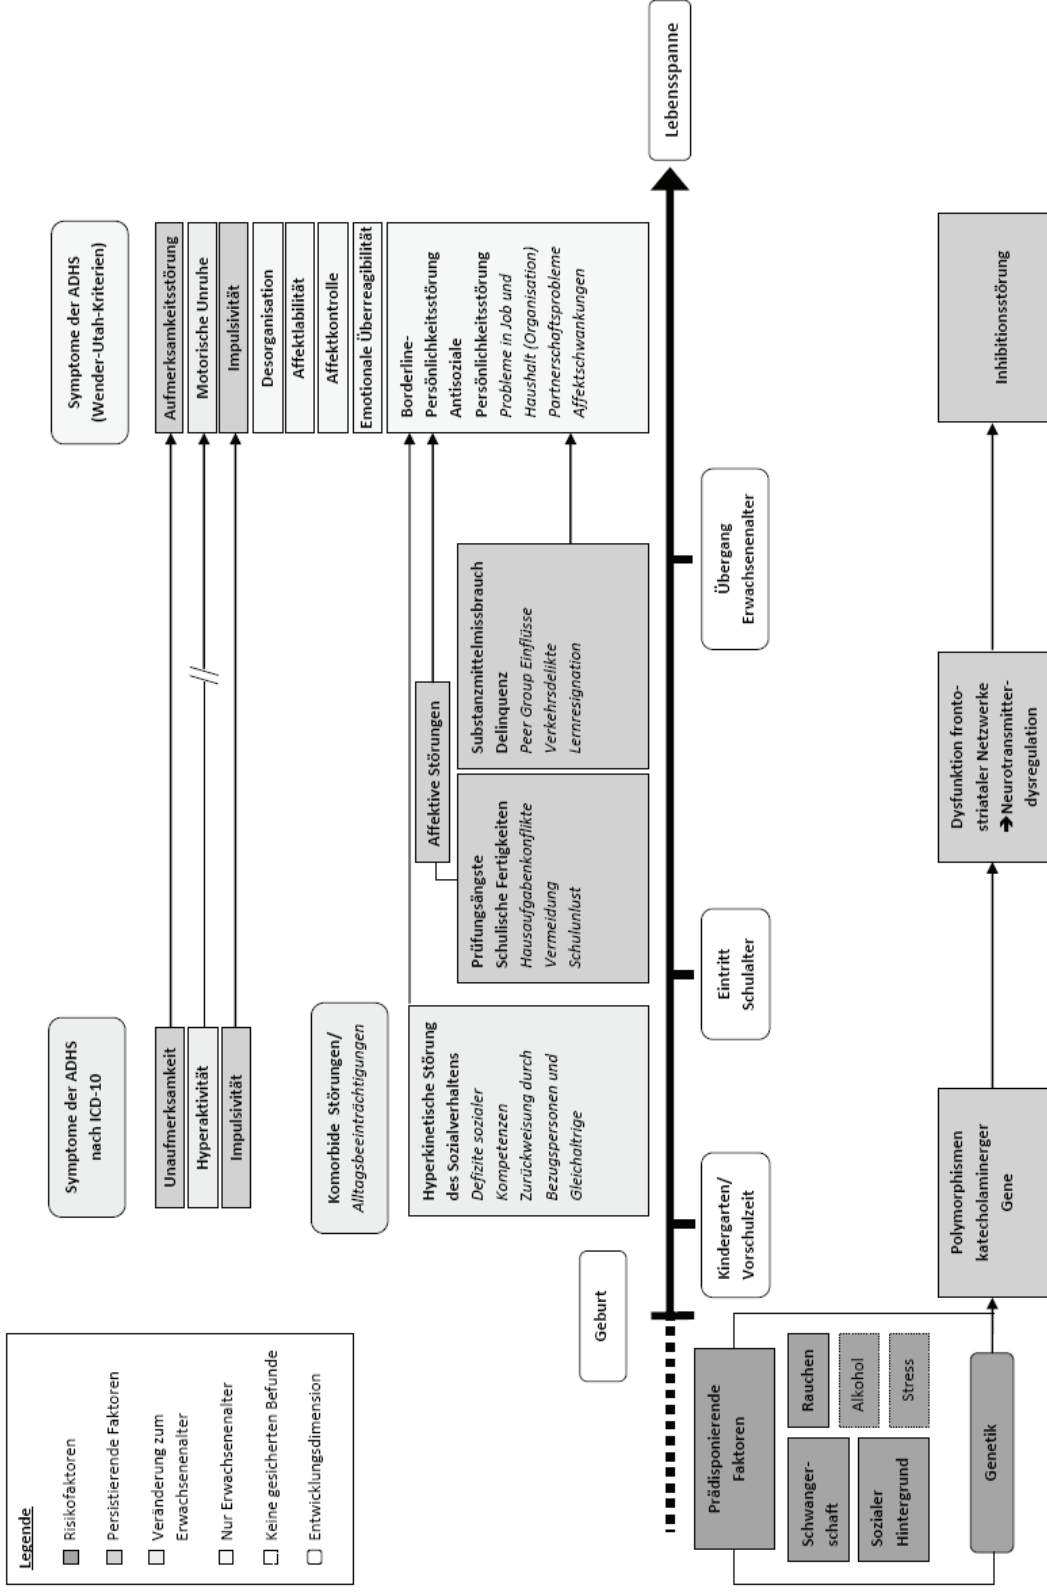 Legende
Risikofaktoren
Persistierende Faktoren
Veränderung zum
Erwachsenenalter
Nur Erwachsenenalter
Keine gesicherten Befunde
Entwicklungsdimension
Symptome der ADHS
nach ICD-10
Unaufmerksamkeit
Hyperaktivität
Impulsivität
Symptome der ADHS
(Wender-Utah-Kriterien)
Aufmerksamkeitsstörung
Motorische Unruhe
Impulsivität
Desorganisation
Affektlabilität
Affektkontrolle
Emotionale Überreagibilität
Komorbide Störungen/
Alltagsbeeinträchtigungen
Hyperkinetische Störung
des Sozialverhaltens
Defizite sozialer
Kompetenzen
Zurückweisung durch
Bezugspersonen und
Gleichaltrige
Affektive Störungen
Prüfungsängste
Schulische Fertigkeiten
Hausaufgabenkonflikte
Vermeidung
Schulunlust
Substanzmittelmissbrauch
Delinquenz
Peer Group Einflüsse
Verkehrsdelikte
Lernresignation
Borderline-
Persönlichkeitsstörung
Antisoziale
Persönlichkeitsstörung
Probleme in Job und
Haushalt (Organisation)
Partnerschaftsprobleme
Affektschwankungen
Geburt
Lebensspanne
Kindergarten/
Vorschulzeit
Eintritt
Schulalter
Übergang
Erwachsenenalter
Prädisponierende
Faktoren
Schwanger-
schaft
Rauchen
Alkohol
Sozialer
Hintergrund
Stress
Genetik
Polymorphismen
katecholaminerger
Gene
Dysfunktion fronto-
striataler Netzwerke
➔Neurotransmitter-
dysregulation
Inhibitionsstörung